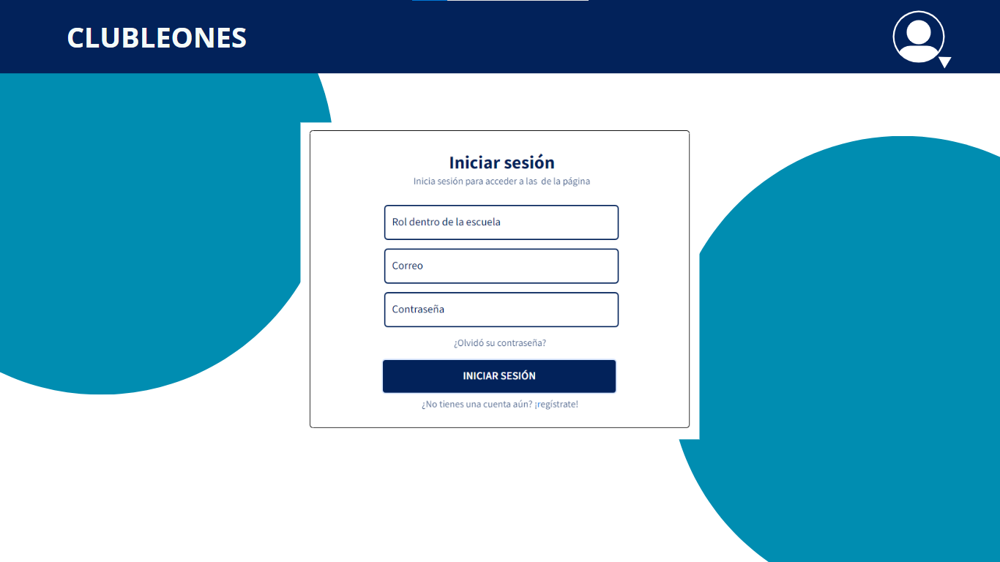 CLUBLEONES
Iniciar sesión
Inicia sesión para acceder a las  de la página
Rol dentro de la escuela
Correo
Contraseña
¿Olvidó su contraseña?
INICIAR SESIÓN
¿No tienes una cuenta aún? ¡regístrate!